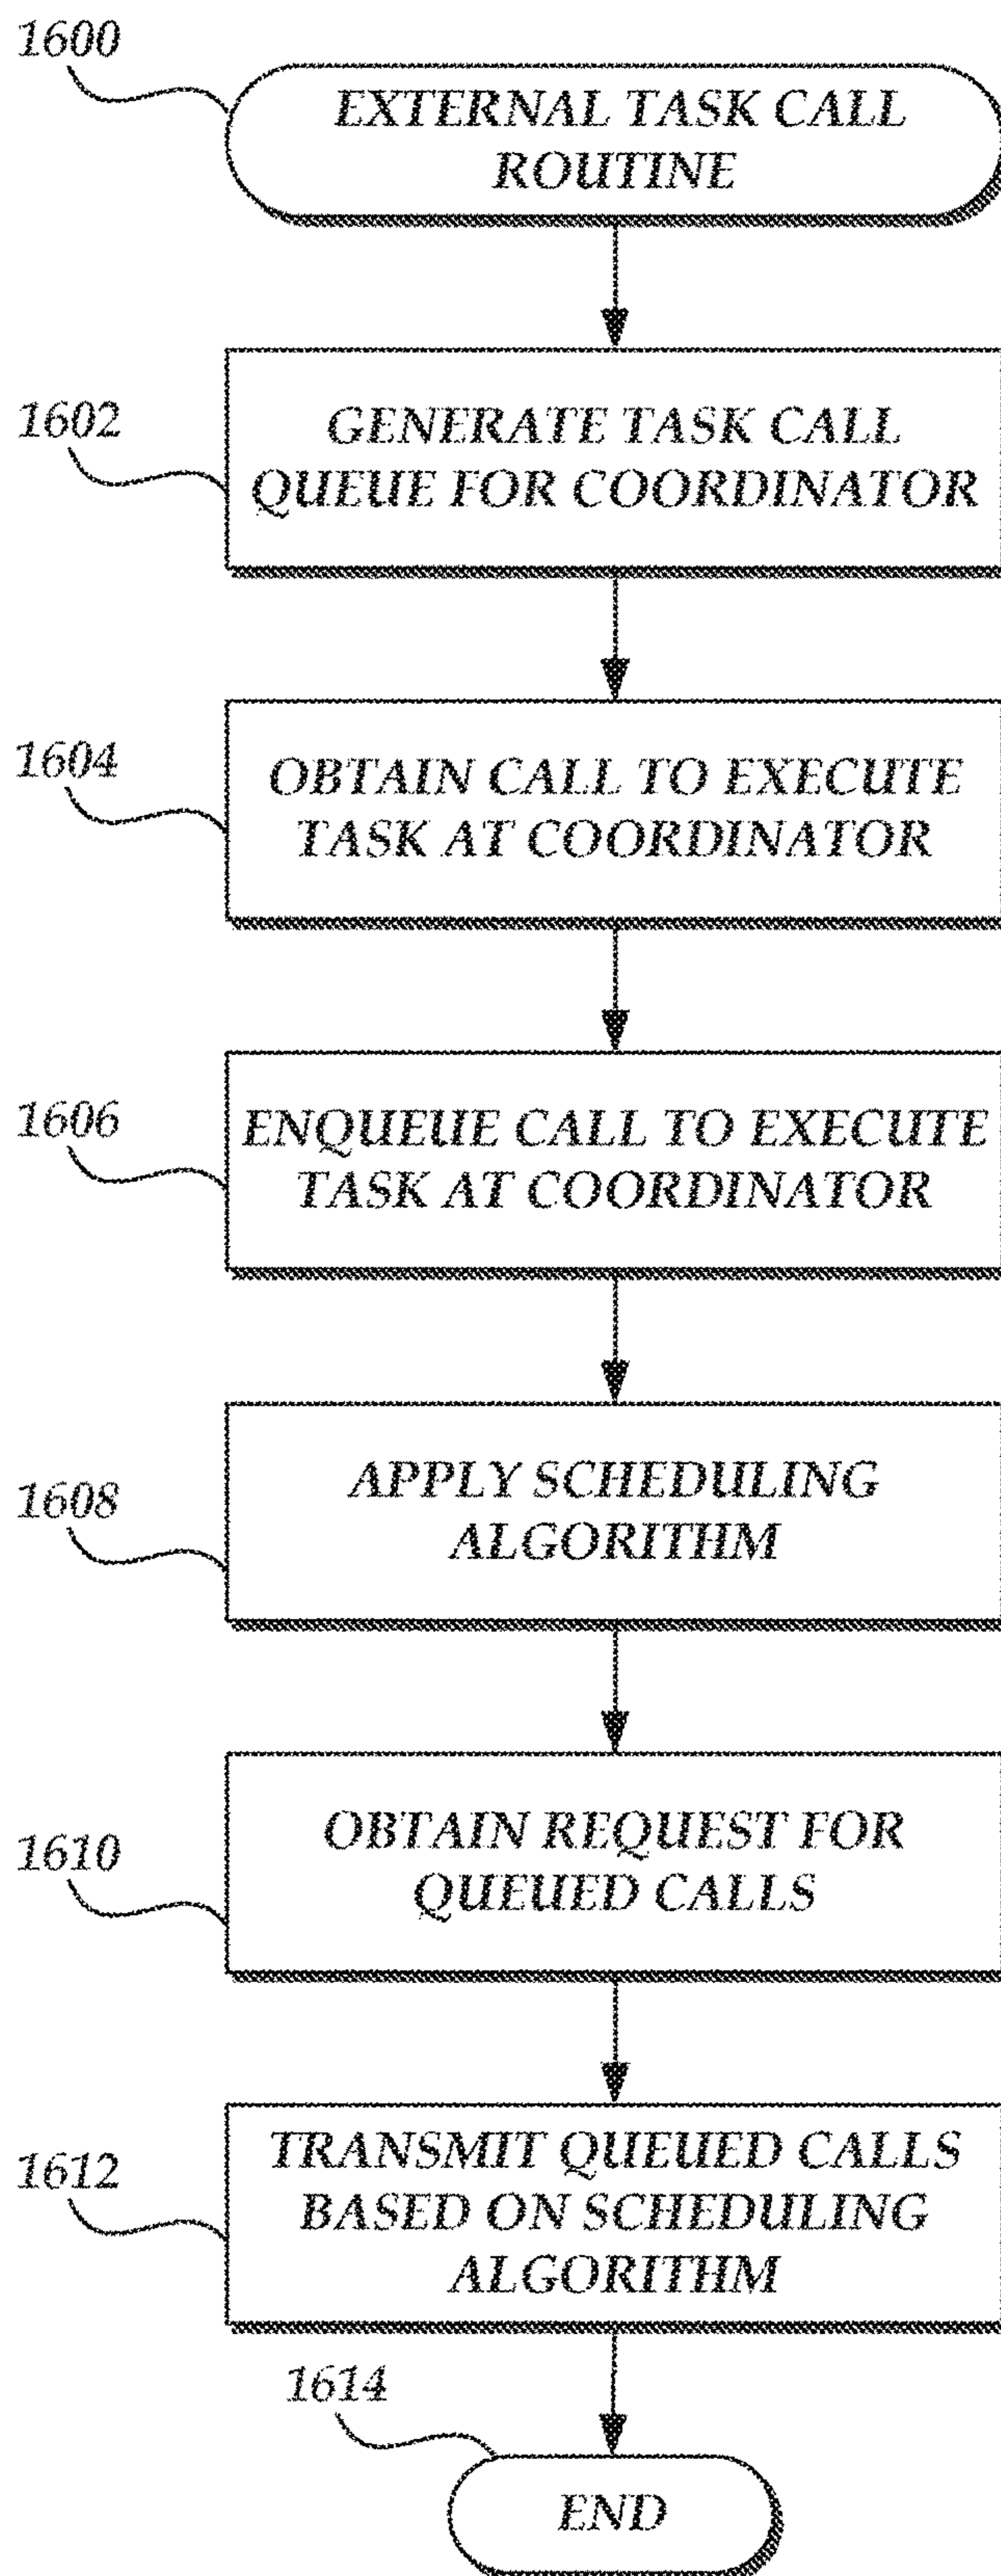 1600
EXTERNAL TASK CALL
ROUTINE
1602
GENERATE TASK CALL
QUEUE FOR COORDINATOR
1604
OBTAIN CALL TO EXECUTE
TASK AT COORDINATOR
1606
ENQUEUE CALL TO EXECUTE
TASK AT COORDINATOR
1608
APPLY SCHEDULING
ALGORITHM
1610
OBTAIN REQUEST FOR
QUEUED CALLS
1612
TRANSMIT QUEUED CALLS
BASED ON SCHEDULING
ALGORITHM
1614
END